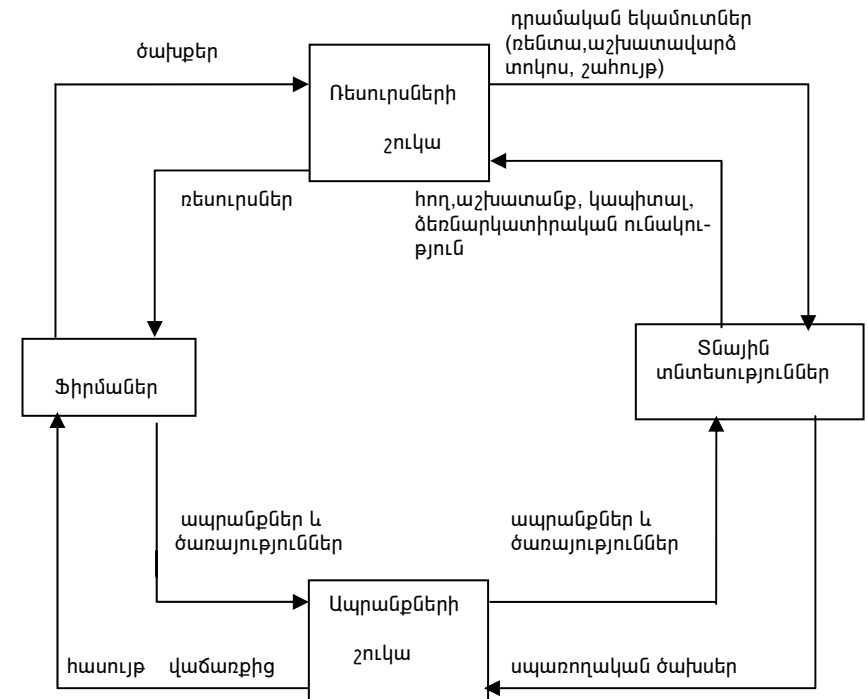 դրամական եկամուտներ
(ռենտա,աշխատավարձ
տոկոս, շահույթ)
ծախքեր
Ռեսուրսների
շուկա
ռեսուրսներ
հող,աշխատանք, կապիտալ,
ձեռնարկատիրական ունակու-
թյուն
Ֆիրմաներ
Տնային
տնտեսություններ
ապրանքներ և
ծառայություններ
ապրանքներ և
ծառայություններ
Ապրանքների
շուկա
հասույթ վաճառքից
սպառողական ծախսեր